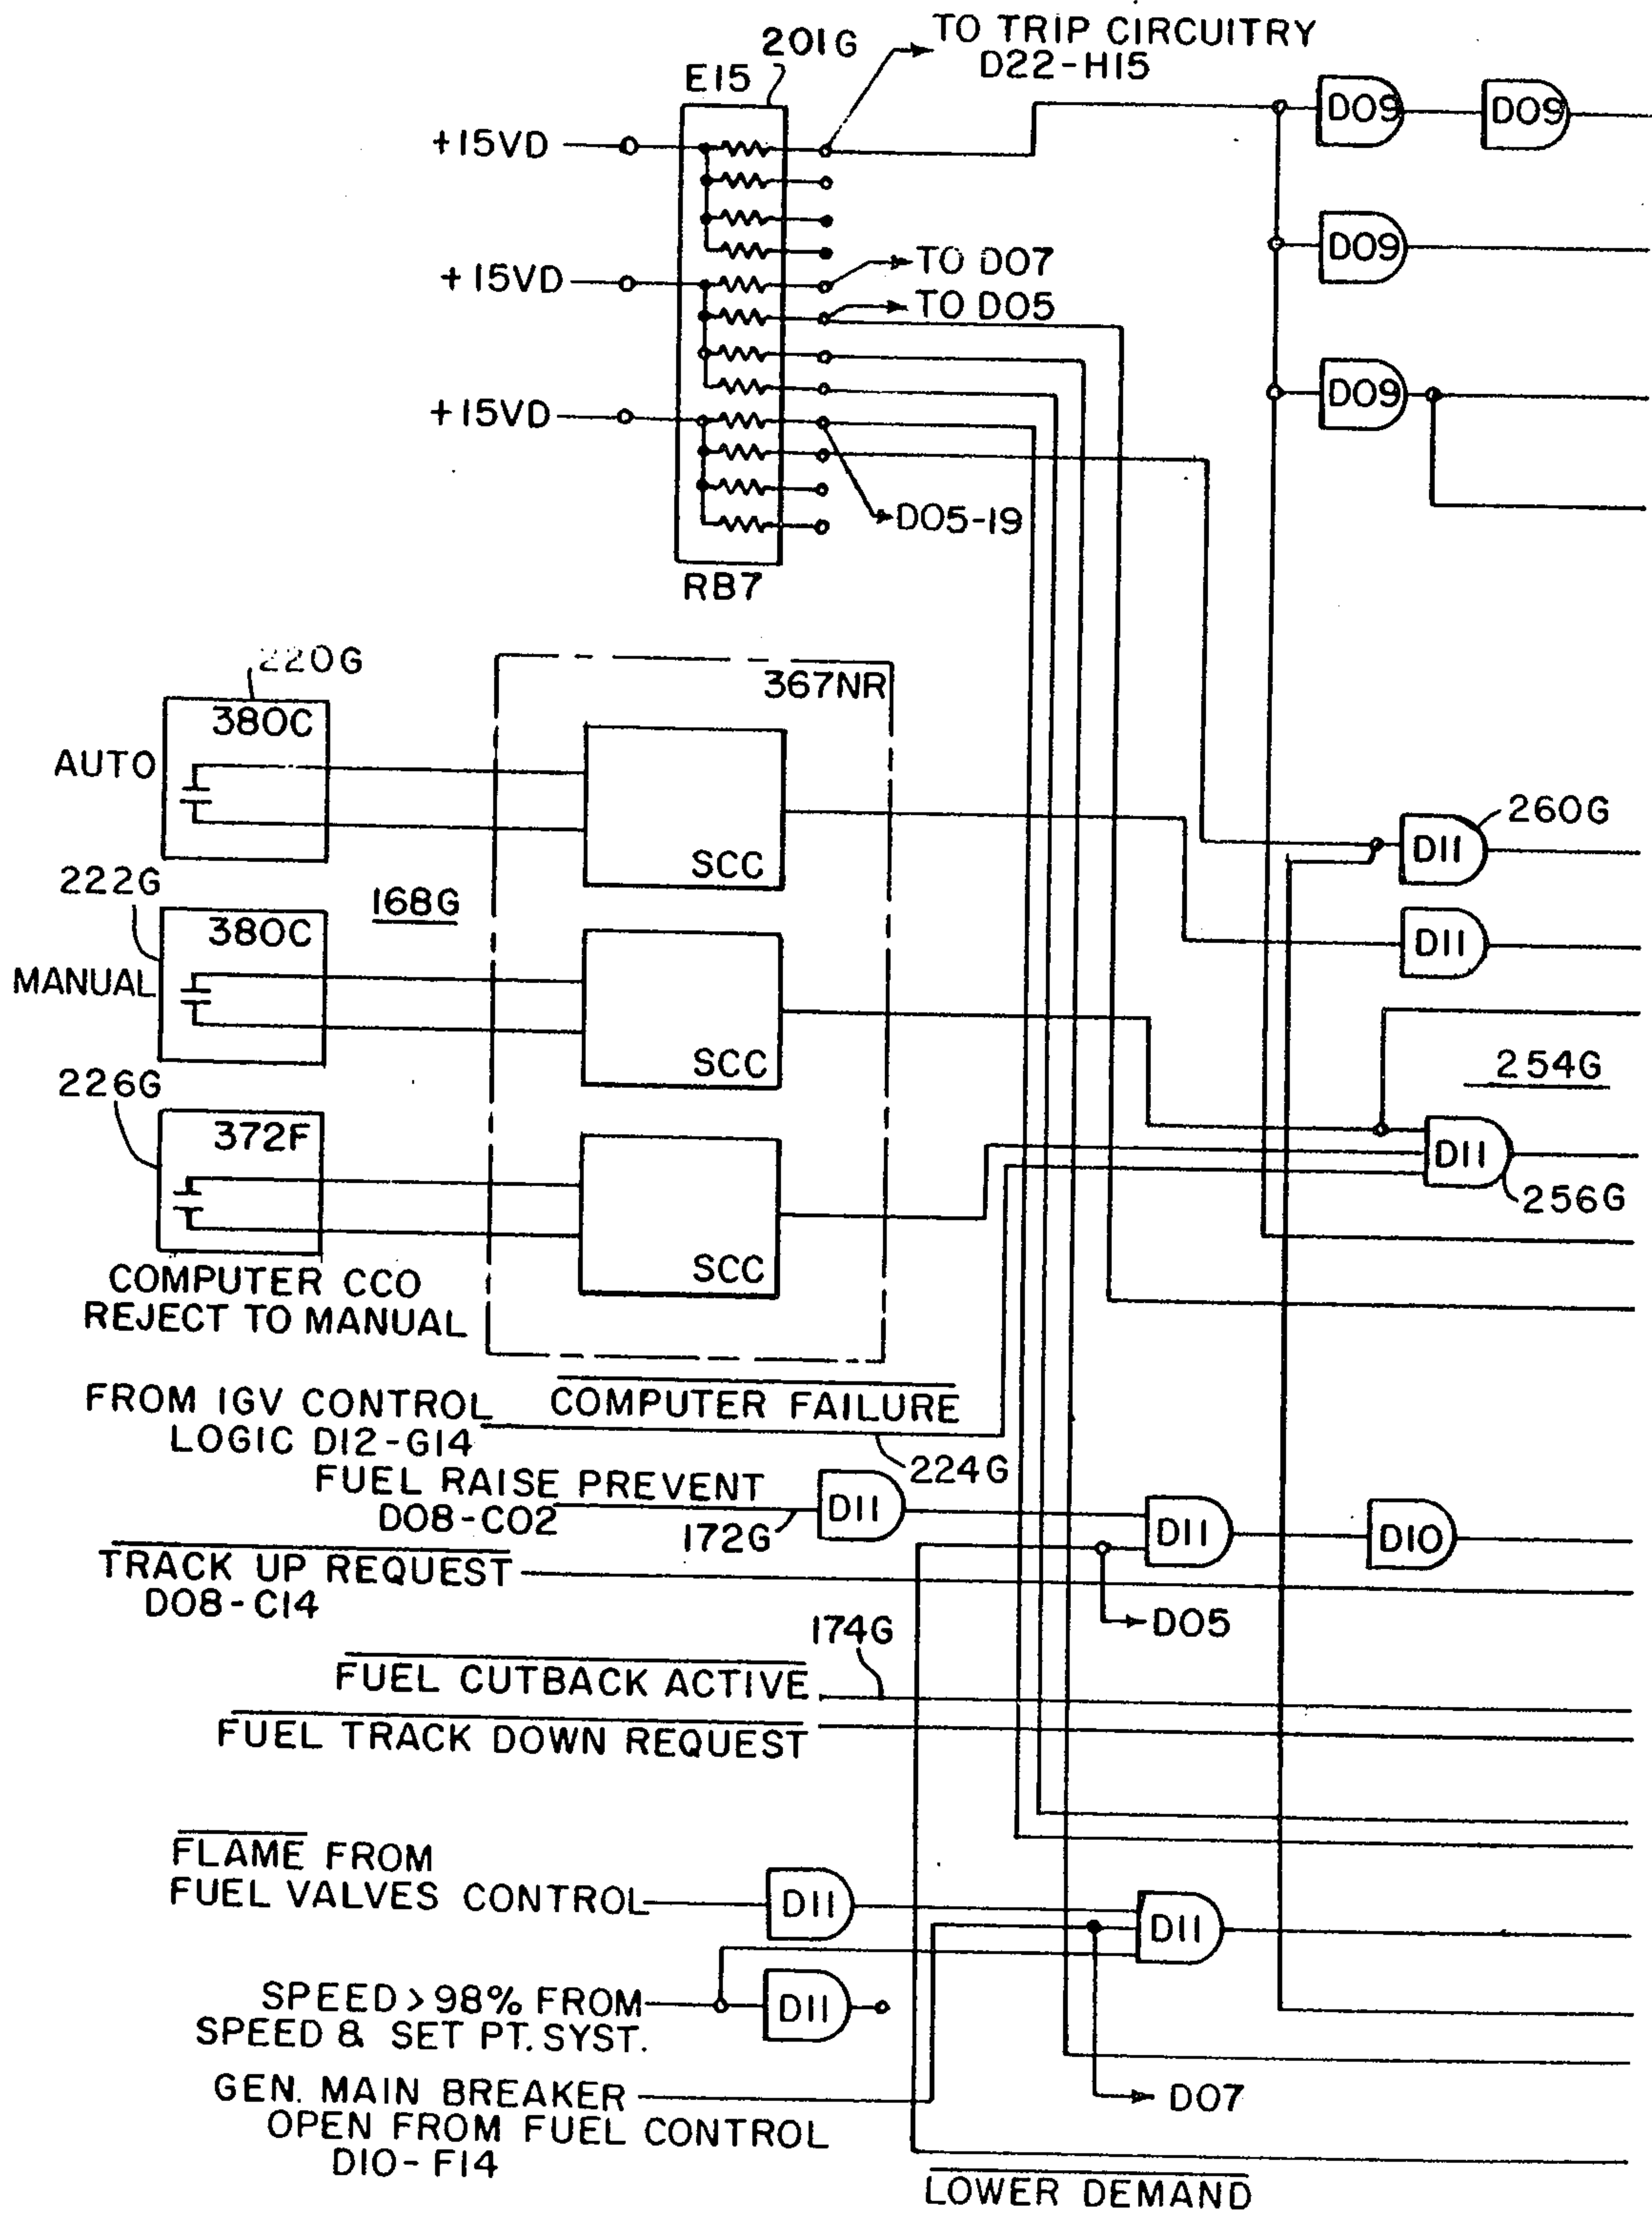 TO TRIP CIRCUITRY
D22-H15
201G
E15
+15VD
+15VD
+15VD
TO D07
TO D05
D05-19
RB7
D09
D09
D09
D09
220G
380C
AUTO
367NR
SCC
222G
168G
380C
MANUAL
SCC
226G
372F
SCC
COMPUTER CCO
REJECT TO MANUAL
260G
D11
D11
254G
D11
256G
FROM IGV CONTROL
LOGIC D12-G14
COMPUTER FAILURE
224G
FUEL RAISE PREVENT
D08-C02
172G
D11
D11
D10
TRACK UP REQUEST
D08-C14
D05
174G
FUEL CUTBACK ACTIVE
FUEL TRACK DOWN REQUEST
FLAME FROM
FUEL VALVES CONTROL
D11
D11
SPEED > 98% FROM
SPEED & SET PT. SYST.
D11
GEN. MAIN BREAKER
OPEN FROM FUEL CONTROL
D10-F14
D07
LOWER DEMAND